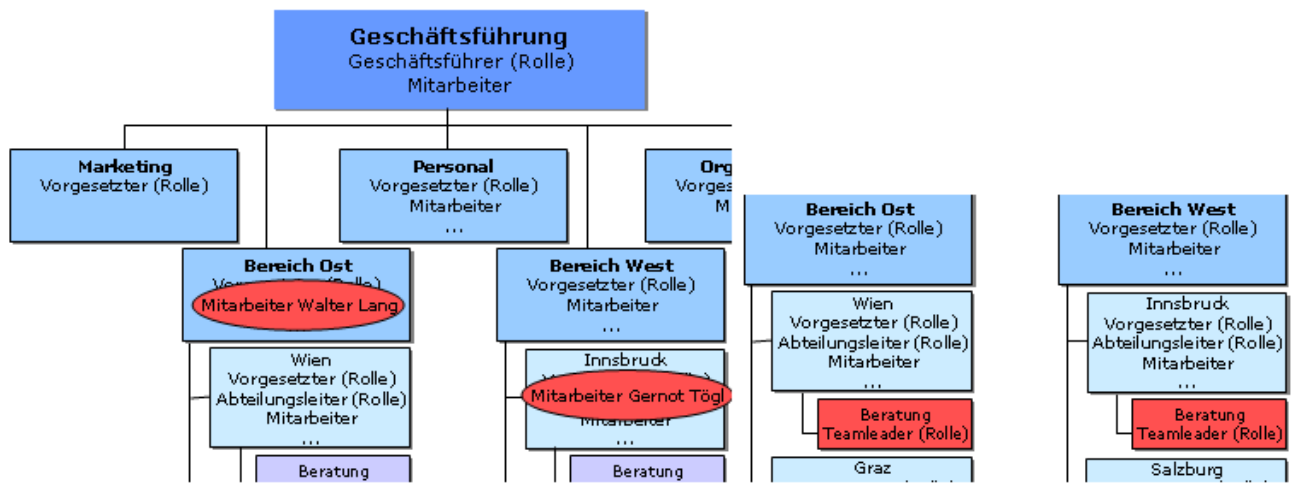 Geschäftsführung
Geschäftsführer (Rolle)
Mitarbeiter
Marketing
Vorgesetzter (Rolle)
Personal
Vorgesetzter (Rolle)
Mitarbeiter
...
Bereich Ost
Mitarbeiter Walter Lang
Wien
Vorgesetzter (Rolle)
Abteilungsleiter (Rolle)
Mitarbeiter
...
Beratung
Bereich West
Vorgesetzter (Rolle)
Mitarbeiter
...
Innsbruck
Mitarbeiter Gernot Tögl
Mitarbeiter
...
Beratung
Bereich Ost
Vorgesetzter (Rolle)
Mitarbeiter
...
Wien
Vorgesetzter (Rolle)
Abteilungsleiter (Rolle)
Mitarbeiter
...
Beratung
Teamleader (Rolle)
Graz
Bereich West
Vorgesetzter (Rolle)
Mitarbeiter
...
Innsbruck
Vorgesetzter (Rolle)
Abteilungsleiter (Rolle)
Mitarbeiter
...
Beratung
Teamleader (Rolle)
Salzburg